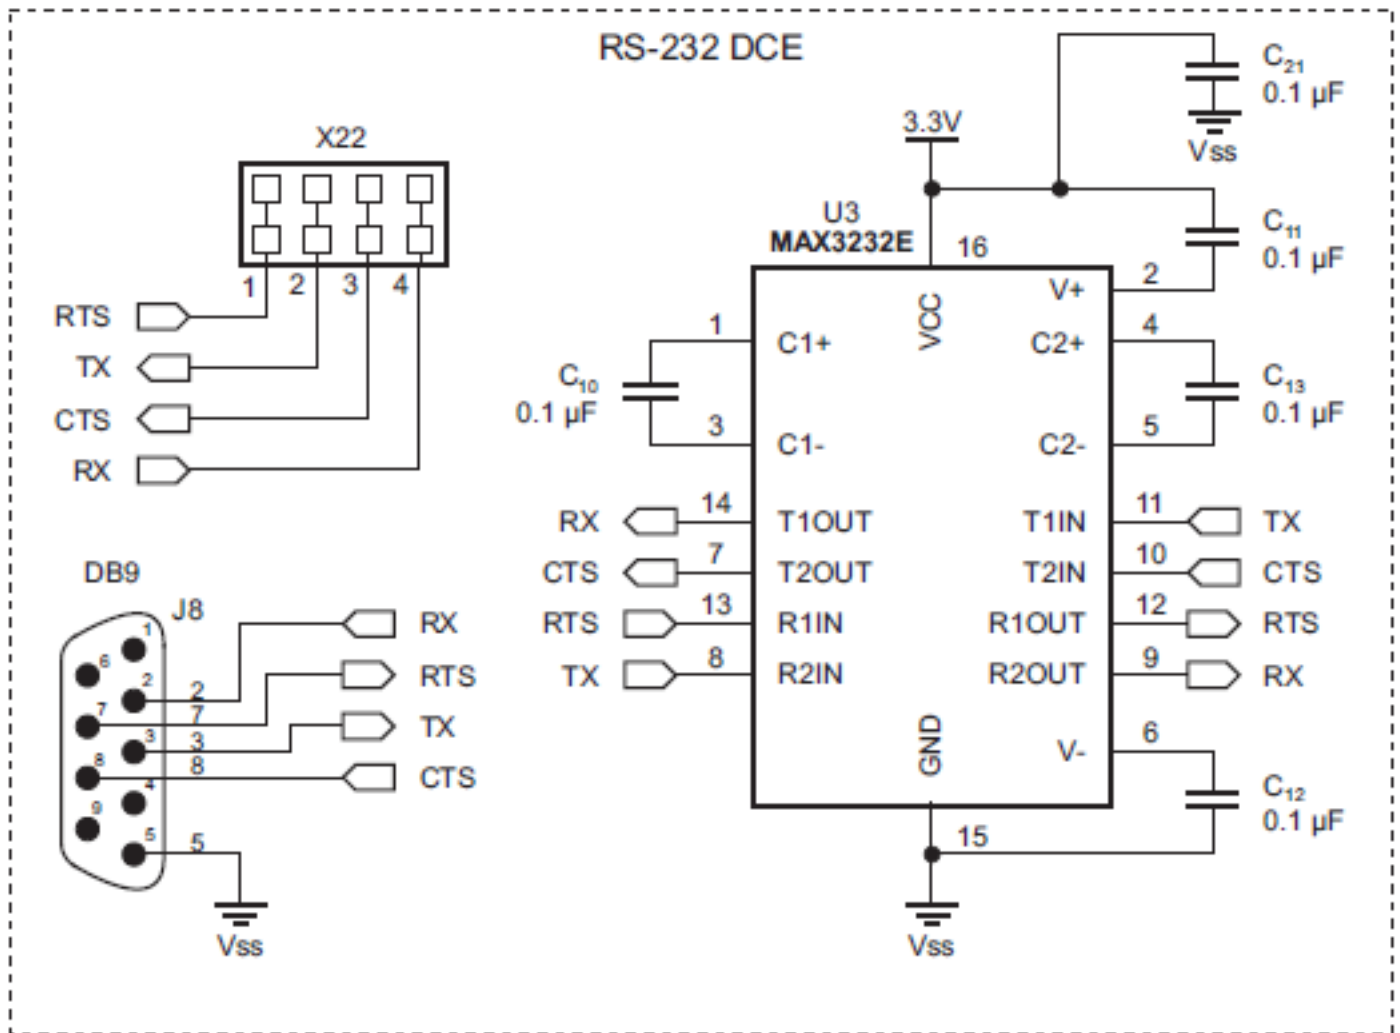 RS-232 DCE
C21
0.1 µF
Vss
3.3V
X22
1 2 3 4
RTS
TX
CTS
RX
U3
MAX3232E
16
VCC
V+
2
C11
0.1 µF
1
C1+
C2+
4
C10
0.1 µF
C13
0.1 µF
3
C1-
C2-
5
RX
14
T1OUT
T1IN
11
TX
CTS
7
T2OUT
T2IN
10
CTS
RTS
13
R1IN
R1OUT
12
RTS
TX
8
R2IN
R2OUT
9
RX
GND
V-
6
C12
0.1 µF
15
Vss
DB9
J8
1
6
2
7
3
8
4
9
5
2
7
3
8
5
RX
RTS
TX
CTS
Vss